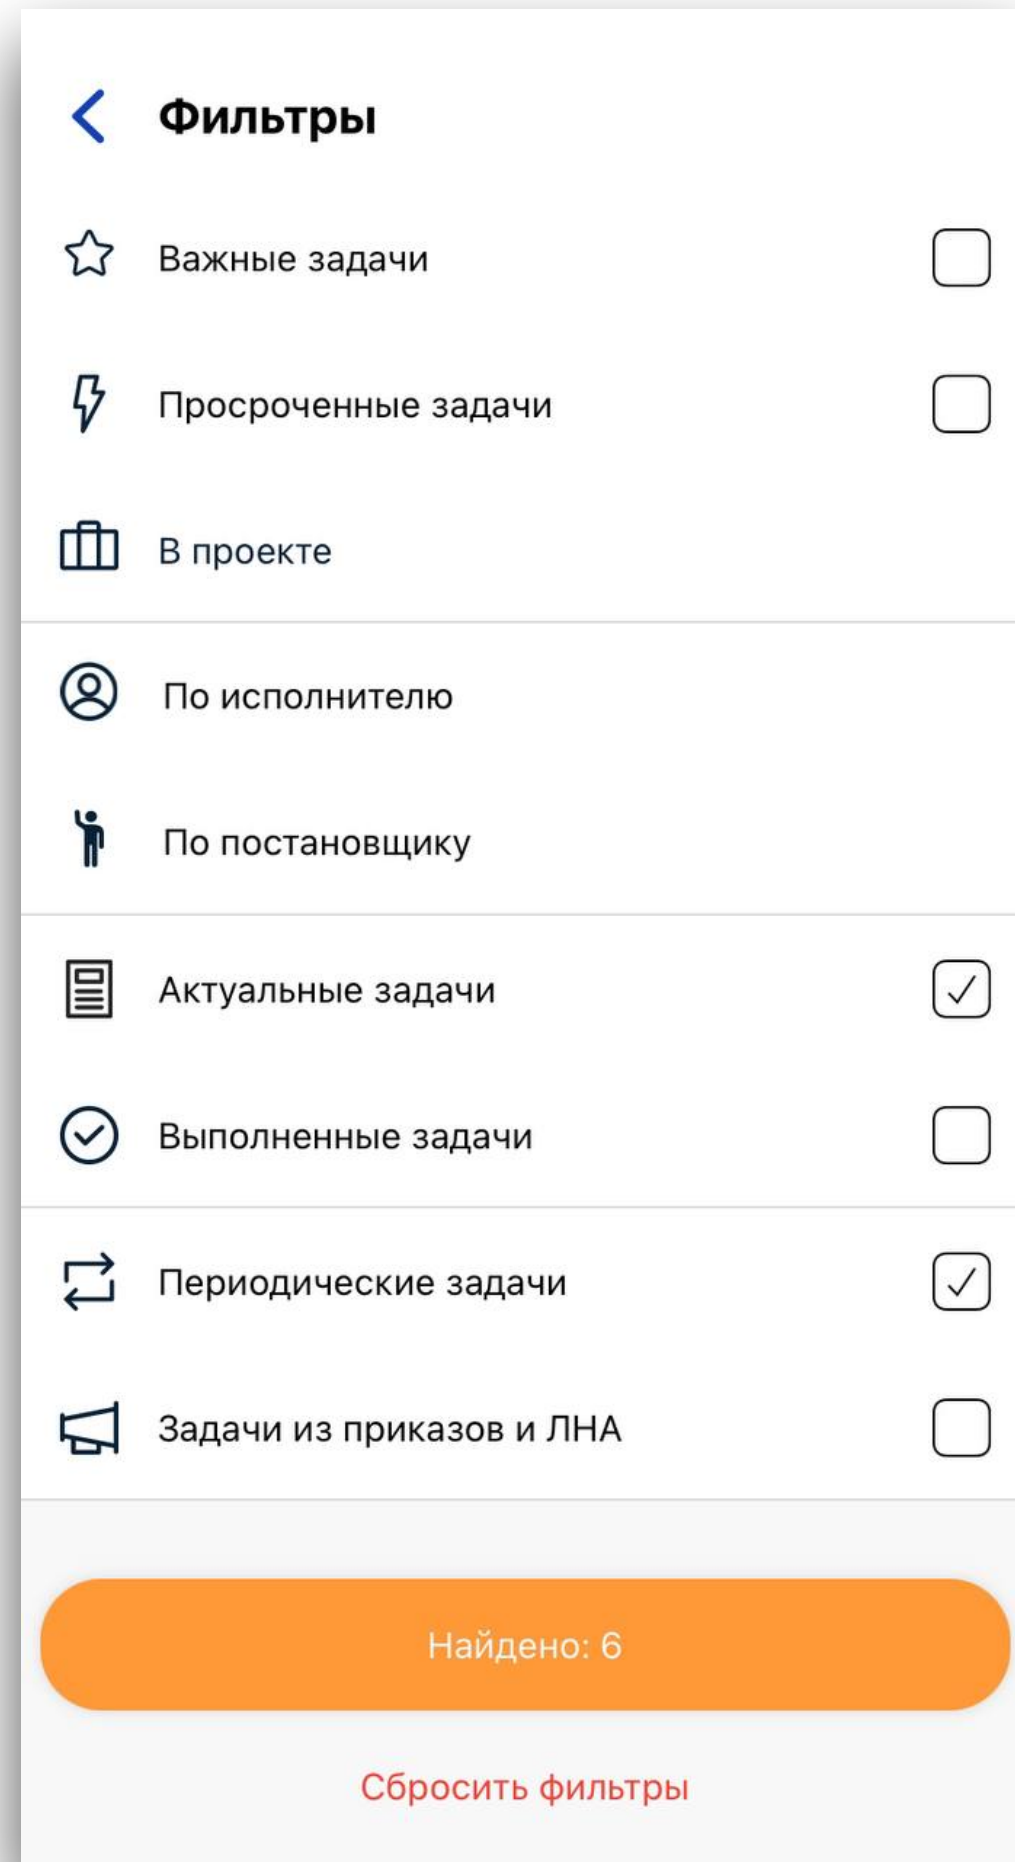 Фильтры
Важные задачи
Просроченные задачи
В проекте
По исполнителю
По постановщику
Актуальные задачи
Выполненные задачи
Периодические задачи
Задачи из приказов и ЛНА
Найдено: 6
Сбросить фильтры